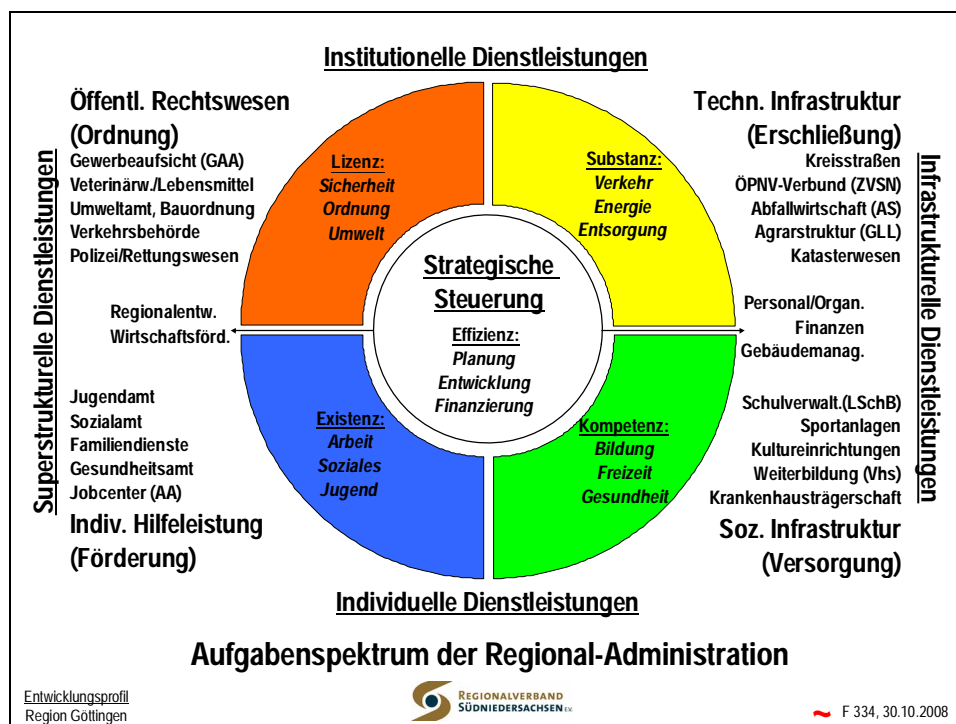 Institutionelle Dienstleistungen
Öffentl. Rechtswesen
(Ordnung)
Gewerbeaufsicht (GAA)
Veterinärw./Lebensmittel
Umweltamt, Bauordnung
Verkehrsbehörde
Polizei/Rettungswesen
Techn. Infrastruktur
(Erschließung)
Kreisstraßen
ÖPNV-Verbund (ZVSN)
Abfallwirtschaft (AS)
Agrarstruktur (GLL)
Katasterwesen
Superstrukturelle Dienstleistungen
Infrastrukturelle Dienstleistungen
Lizenz:
Sicherheit
Ordnung
Umwelt
Substanz:
Verkehr
Energie
Entsorgung
Strategische
Steuerung
Effizienz:
Planung
Entwicklung
Finanzierung
Regionalentw.
Wirtschaftsförd.
Personal/Organ.
Finanzen
Gebäudemanag.
Existenz:
Arbeit
Soziales
Jugend
Kompetenz:
Bildung
Freizeit
Gesundheit
Jugendamt
Sozialamt
Familiendienste
Gesundheitsamt
Jobcenter (AA)
Indiv. Hilfeleistung
(Förderung)
Schulverwalt.(LSchB)
Sportanlagen
Kultureinrichtungen
Weiterbildung (Vhs)
Krankenhausträgerschaft
Soz. Infrastruktur
(Versorgung)
Individuelle Dienstleistungen
Aufgabenspektrum der Regional-Administration
Entwicklungsprofil
Region Göttingen
REGIONALVERBAND
SÜDNIEDERSACHSEN E.V.
~ F 334, 30.10.2008